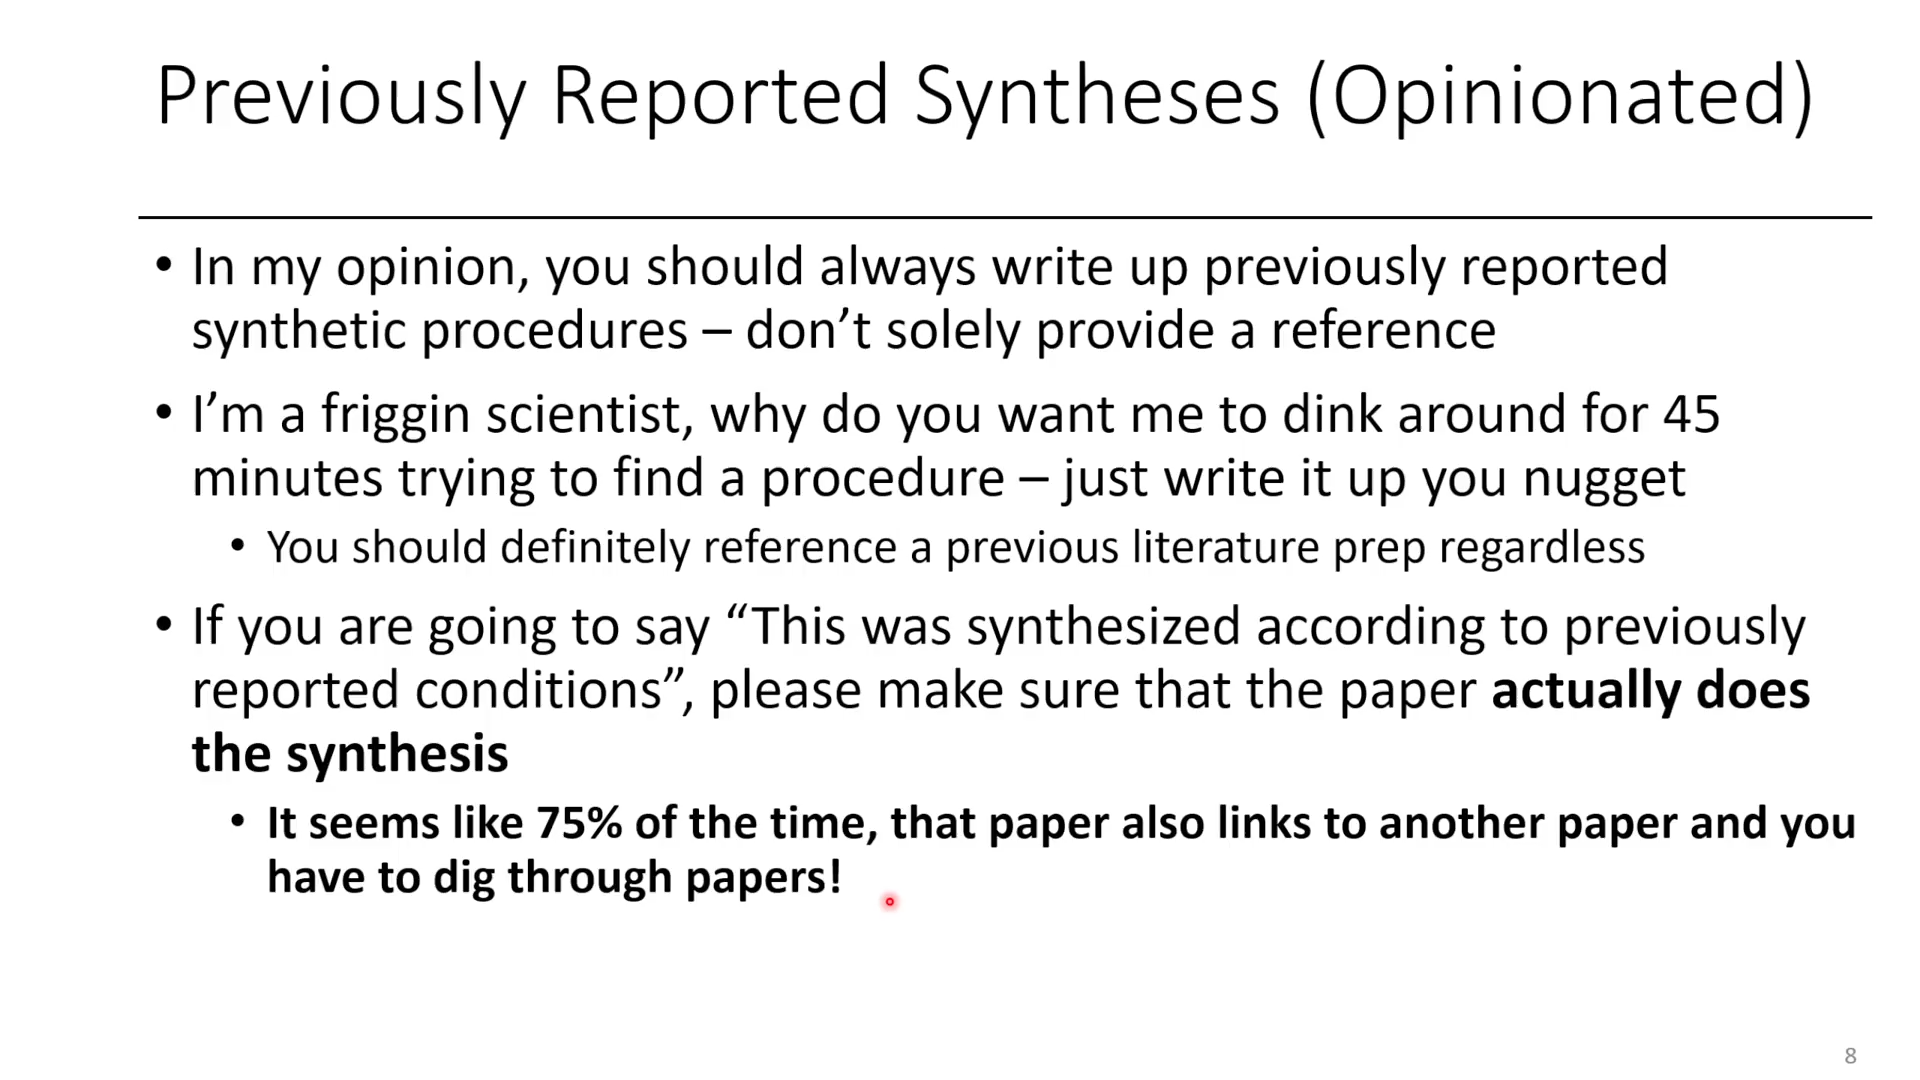 Previously Reported Syntheses (Opinionated)
• In my opinion, you should always write up previously reported
synthetic procedures – don’t solely provide a reference
• I’m a friggin scientist, why do you want me to dink around for 45
minutes trying to find a procedure – just write it up you nugget
• You should definitely reference a previous literature prep regardless
• If you are going to say “This was synthesized according to previously
reported conditions”, please make sure that the paper actually does
the synthesis
• It seems like 75% of the time, that paper also links to another paper and you
have to dig through papers!
8